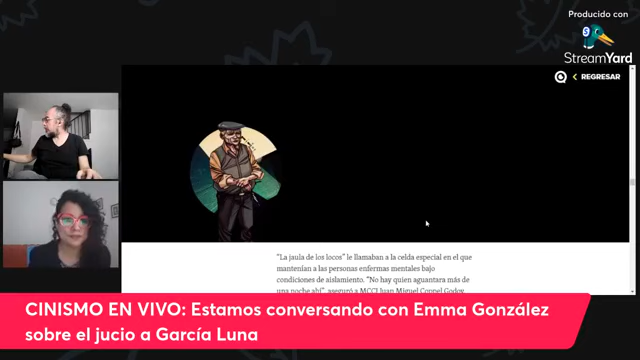 Producido con
StreamYard
REGRESAR
“La jaula de los locos” le llamaban a la celda especial en el que
mantenían a las personas enfermas mentales bajo
condiciones de aislamiento. “No hay quien aguantara más de
una noche ahí”, aseguró a MCCI Juan Miguel Coppel Godoy,
CINISMO EN VIVO: Estamos conversando con Emma González
sobre el jucio a García Luna